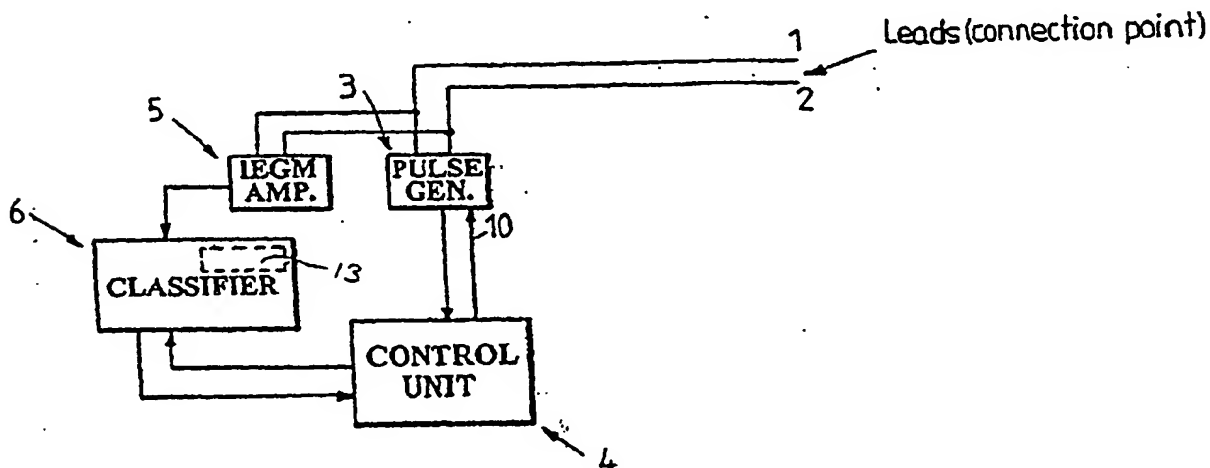 Leads (connection point)
1
2
3
5
IEGM
AMP.
PULSE
GEN.
10
6
13
CLASSIFIER
CONTROL
UNIT
4